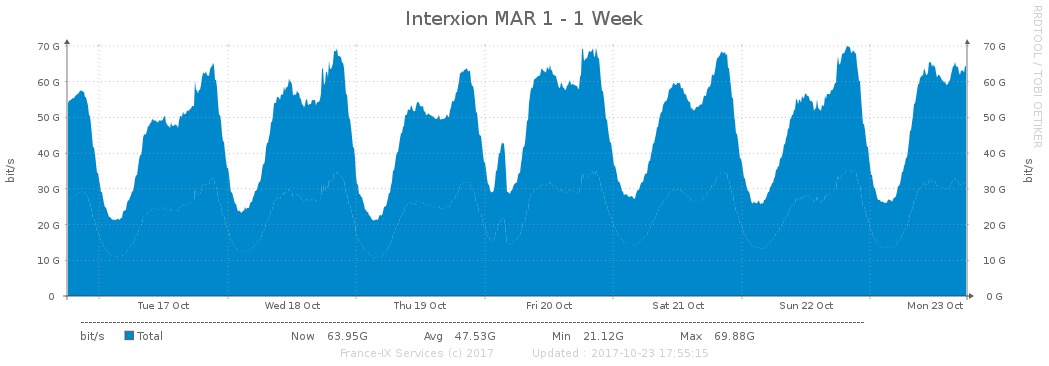 Interxion MAR 1 - 1 Week
RRDTOOL / TOBI OETIKER
70 G 70 G
60 G 60 G
50 G 50 G
40 G 40 G
30 G 30 G
20 G 20 G
10 G 10 G
0 0 G
bit/s bit/s
Tue 17 Oct Wed 18 Oct Thu 19 Oct Fri 20 Oct Sat 21 Oct Sun 22 Oct Mon 23 Oct
bit/s Total Now 63.95G Avg 47.53G Min 21.12G Max 69.88G
France-IX Services (c) 2017 Updated : 2017-10-23 17:55:15